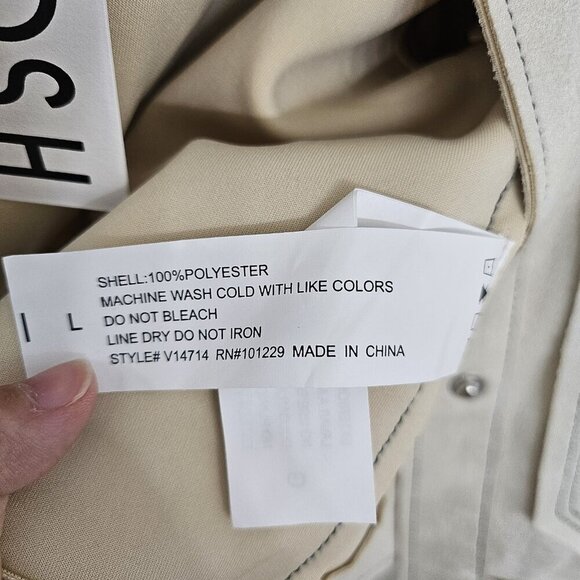 OSH
SHELL:100%POLYESTER
MACHINE WASH COLD WITH LIKE COLORS
L DO NOT BLEACH
LINE DRY DO NOT IRON
STYLE# V14714 RN#101229 MADE IN CHINA